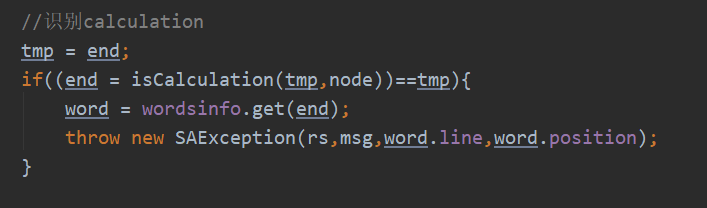 //识别calculation
tmp = end;
if((end = isCalculation(tmp,node))==tmp){
    word = wordsinfo.get(end);
    throw new SAException(rs,msg,word.line,word.position);
}